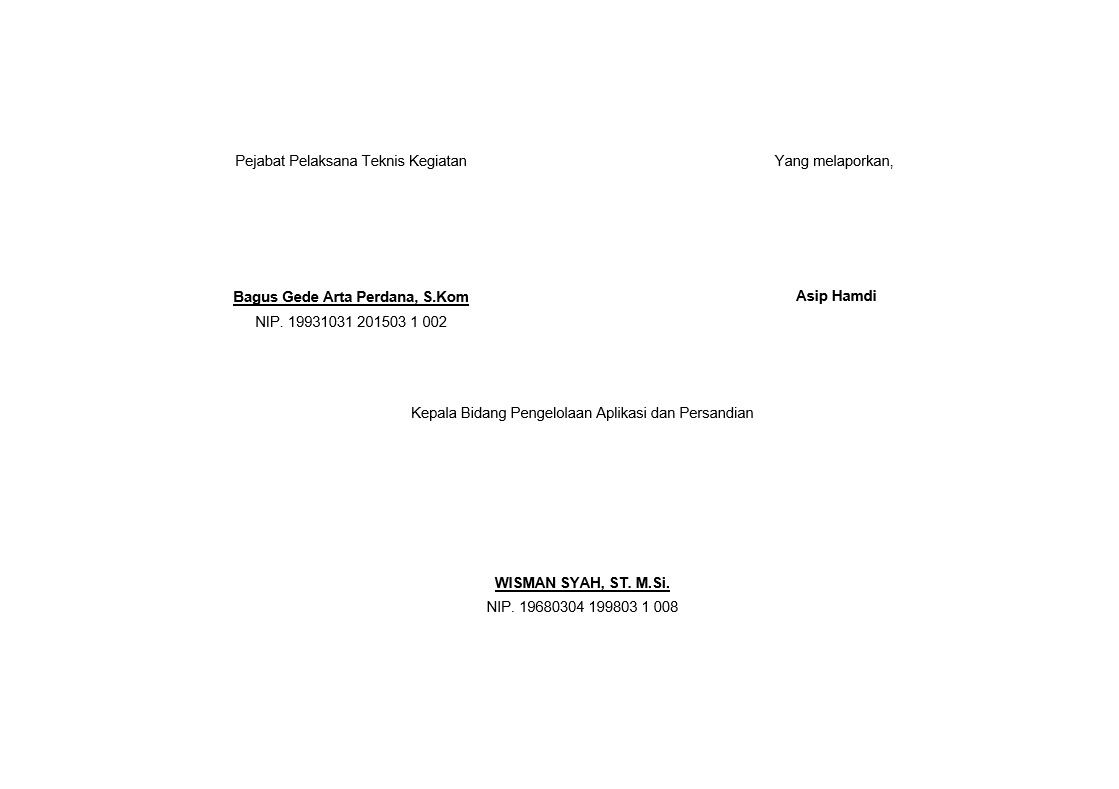 Pejabat Pelaksana Teknis Kegiatan
Yang melaporkan,
Bagus Gede Arta Perdana, S.Kom
Asip Hamdi
NIP. 19931031 201503 1 002
Kepala Bidang Pengelolaan Aplikasi dan Persandian
WISMAN SYAH, ST. M.Si.
NIP. 19680304 199803 1 008